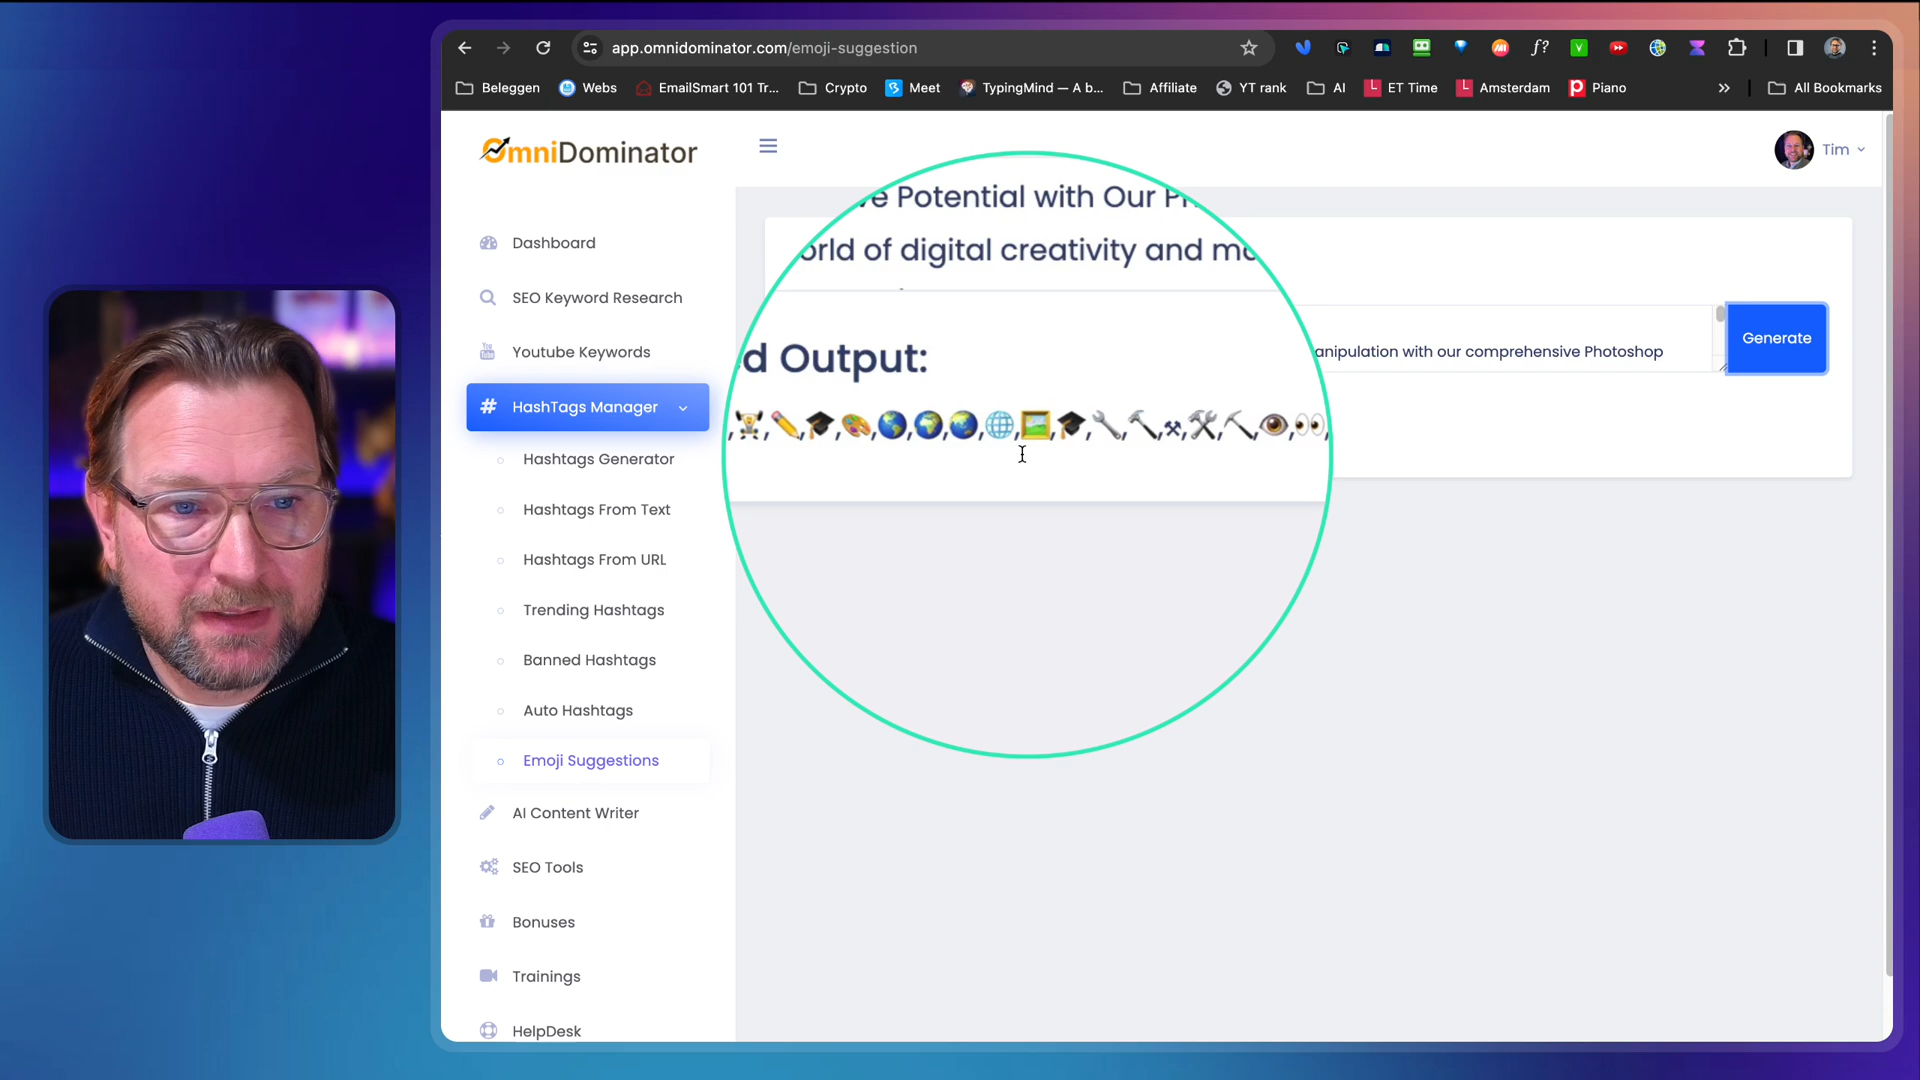 app.omnidominator.com/emoji-suggestion
f?
Beleggen
Webs
EmailSmart 101 Tr...
Crypto
Meet
TypingMind — A b...
Affiliate
YT rank
AI
ET Time
Amsterdam
Piano
All Bookmarks
OmniDominator
Tim
Dashboard
SEO Keyword Research
Youtube Keywords
# HashTags Manager
Hashtags Generator
Hashtags From Text
Hashtags From URL
Trending Hashtags
Banned Hashtags
Auto Hashtags
Emoji Suggestions
AI Content Writer
SEO Tools
Bonuses
Trainings
HelpDesk
Potential with Our
of digital creativity and
Output:
anipulation with our comprehensive Photoshop
Generate